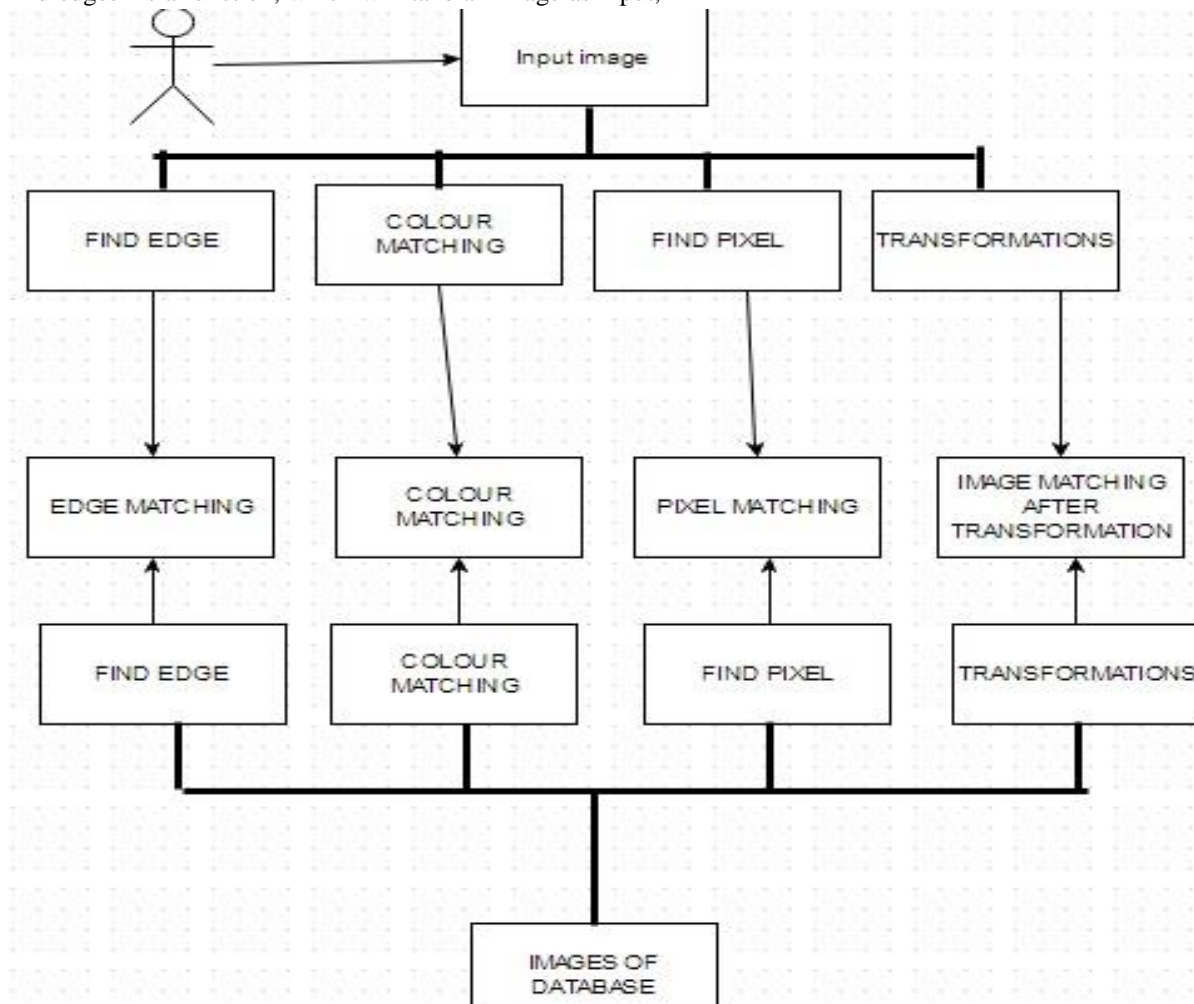 Input image
FIND EDGE
COLOUR
MATCHING
FIND PIXEL
TRANSFORMATIONS
EDGE MATCHING
COLOUR
MATCHING
PIXEL MATCHING
IMAGE MATCHING
AFTER
TRANSFORMATION
FIND EDGE
COLOUR
MATCHING
FIND PIXEL
TRANSFORMATIONS
IMAGES OF
DATABASE